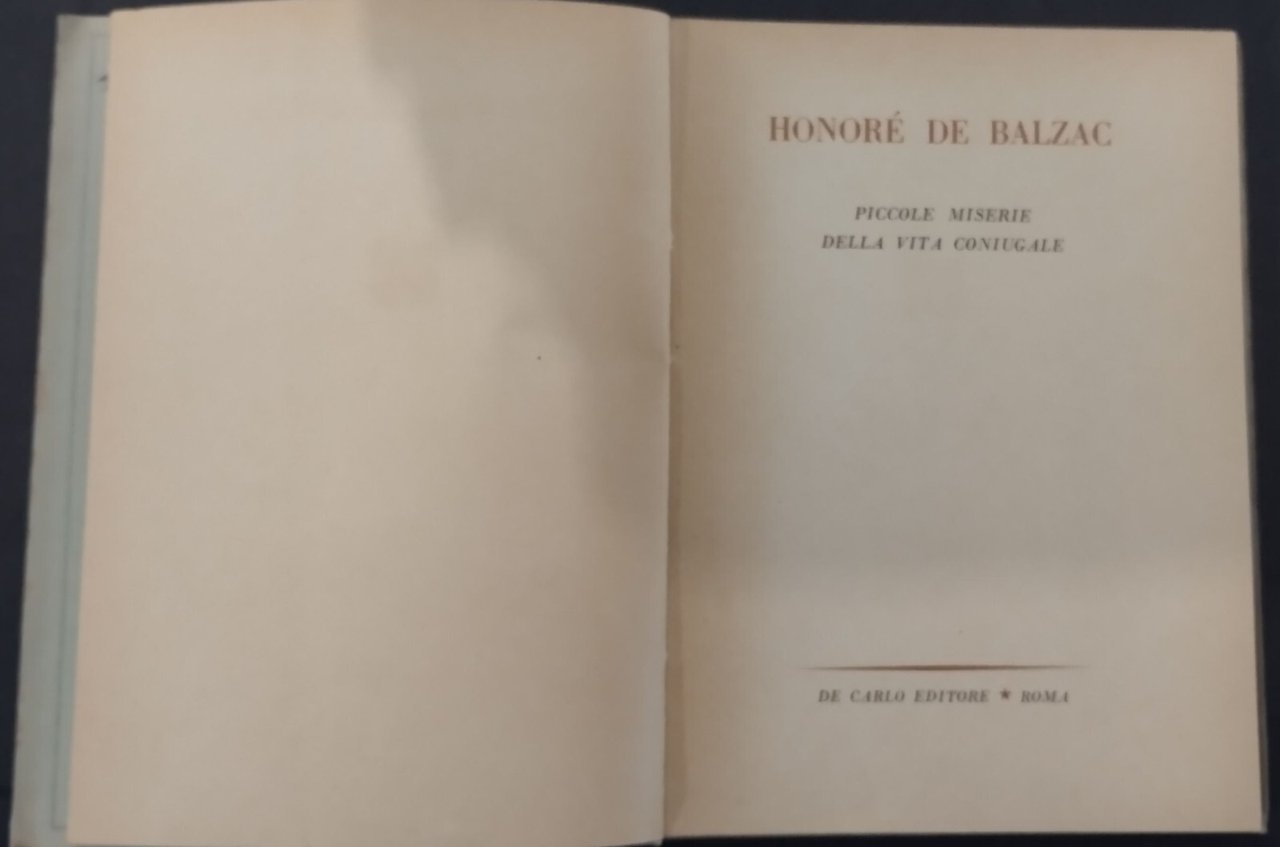 HONORÉ DE BALZAC
PICCOLE MISERIE
DELLA VITA CONIUGALE
DE CARLO EDITORE ★ ROMA